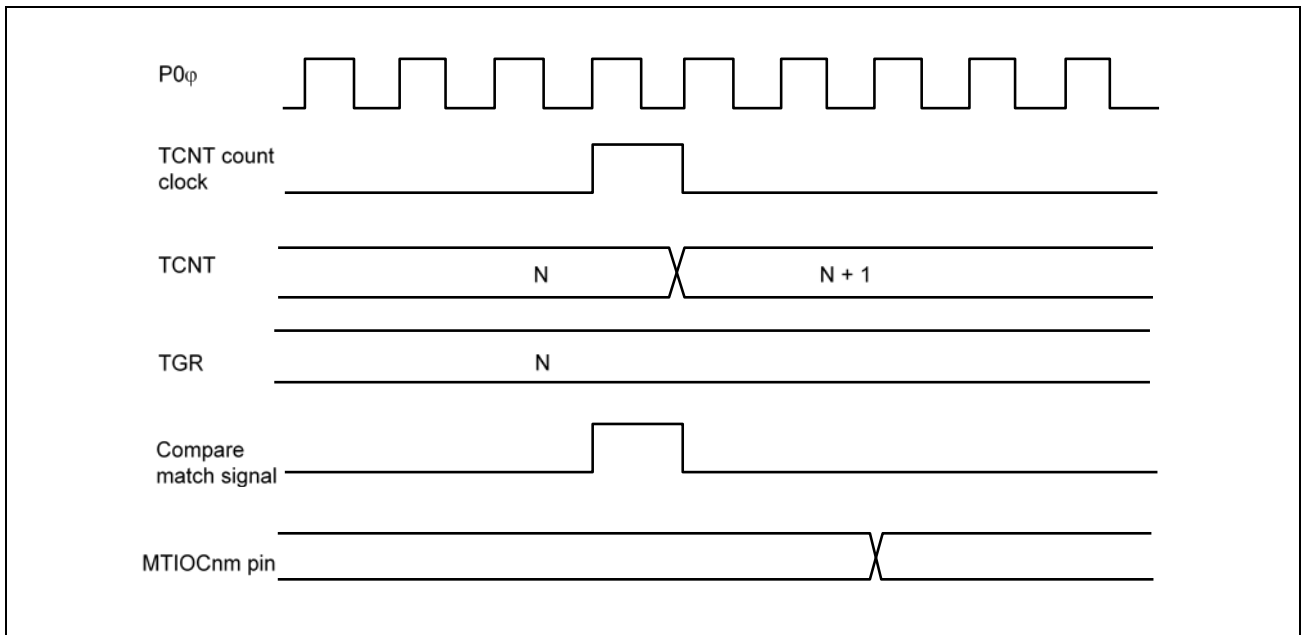 P0φ
TCNT count
clock
TCNT
N
N + 1
TGR
N
Compare
match signal
MTIOCnm pin